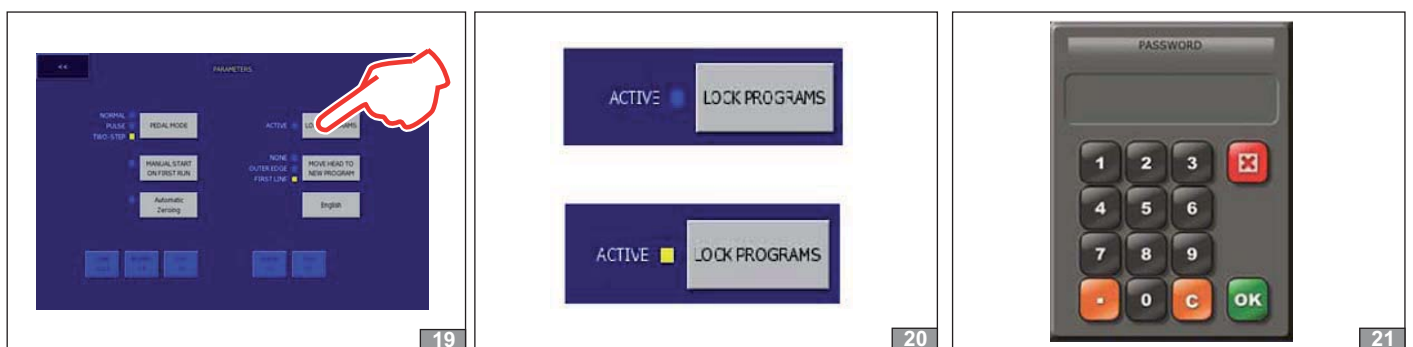 <<
PARAMETERS
NORMAL
PULSE
TWO-STEP
PEDAL MODE
ACTIVE
MANUAL START
ON FIRST RUN
NONE
OUTER EDGE
FIRST LINE
MOVE HEAD TO
NEW PROGRAM
Automatic
Zeroing
English
19
ACTIVE LOCK PROGRAMS
ACTIVE LOCK PROGRAMS
20
PASSWORD
1 2 3
4 5 6
7 8 9
0 C OK
21